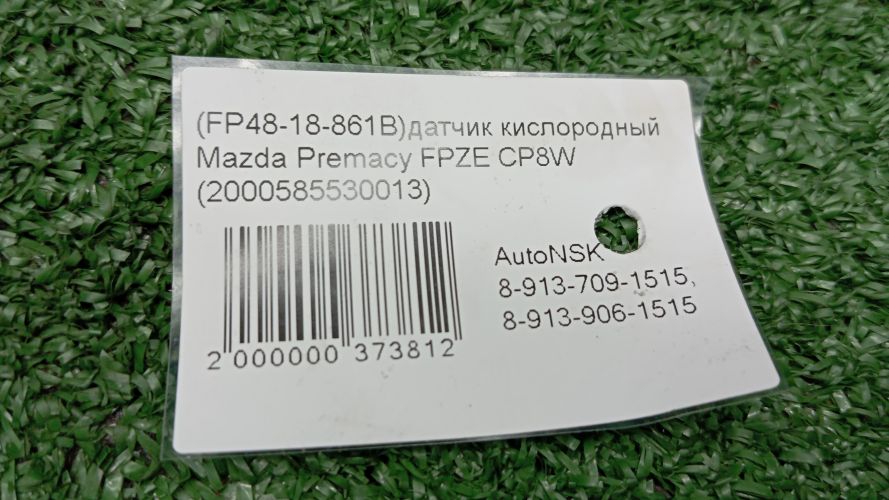 (FP48-18-861B)датчик кислородный
Mazda Premacy FPZE CP8W
(2000585530013)
AutoNSK
8-913-709-1515,
8-913-906-1515
2 000000 373812